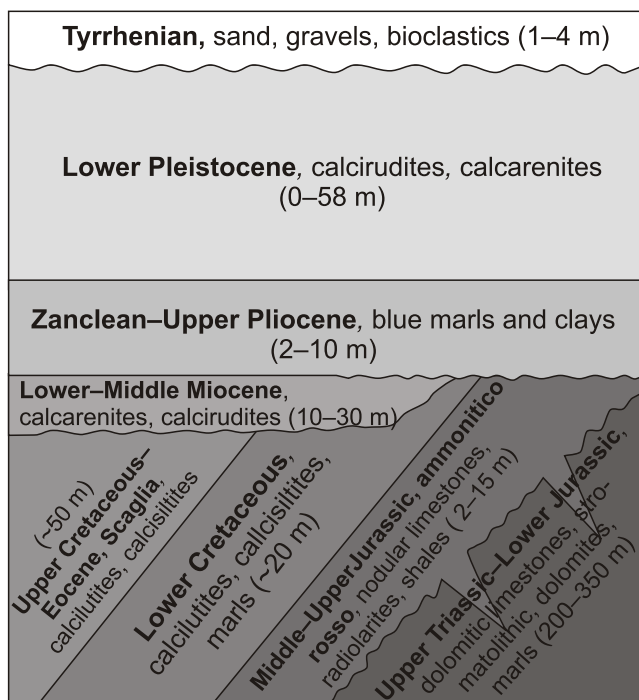 Tyrrhenian, sand, gravels, bioclastics (1–4 m)
Lower Pleistocene, calcirudites, calcarenites
(0–58 m)
Zanclean–Upper Pliocene, blue marls and clays
(2–10 m)
Lower–Middle Miocene,
calcarenites, calcirudites (10–30 m)
(~50 m)
Upper Cretaceous–
Eocene, Scaglia,
calcilutites, calcisiltites
Lower Cretaceous,
calcilutites, callcisiltites,
marls (~20 m)
Middle–UpperJurassic, ammonitico
rosso, nodular limestones,
radiolarites, shales (2–15 m)
Upper Triassic–Lower Jurassic,
dolomitic limestones, stro-
matolithic, dolomites,
marls (200–350 m)